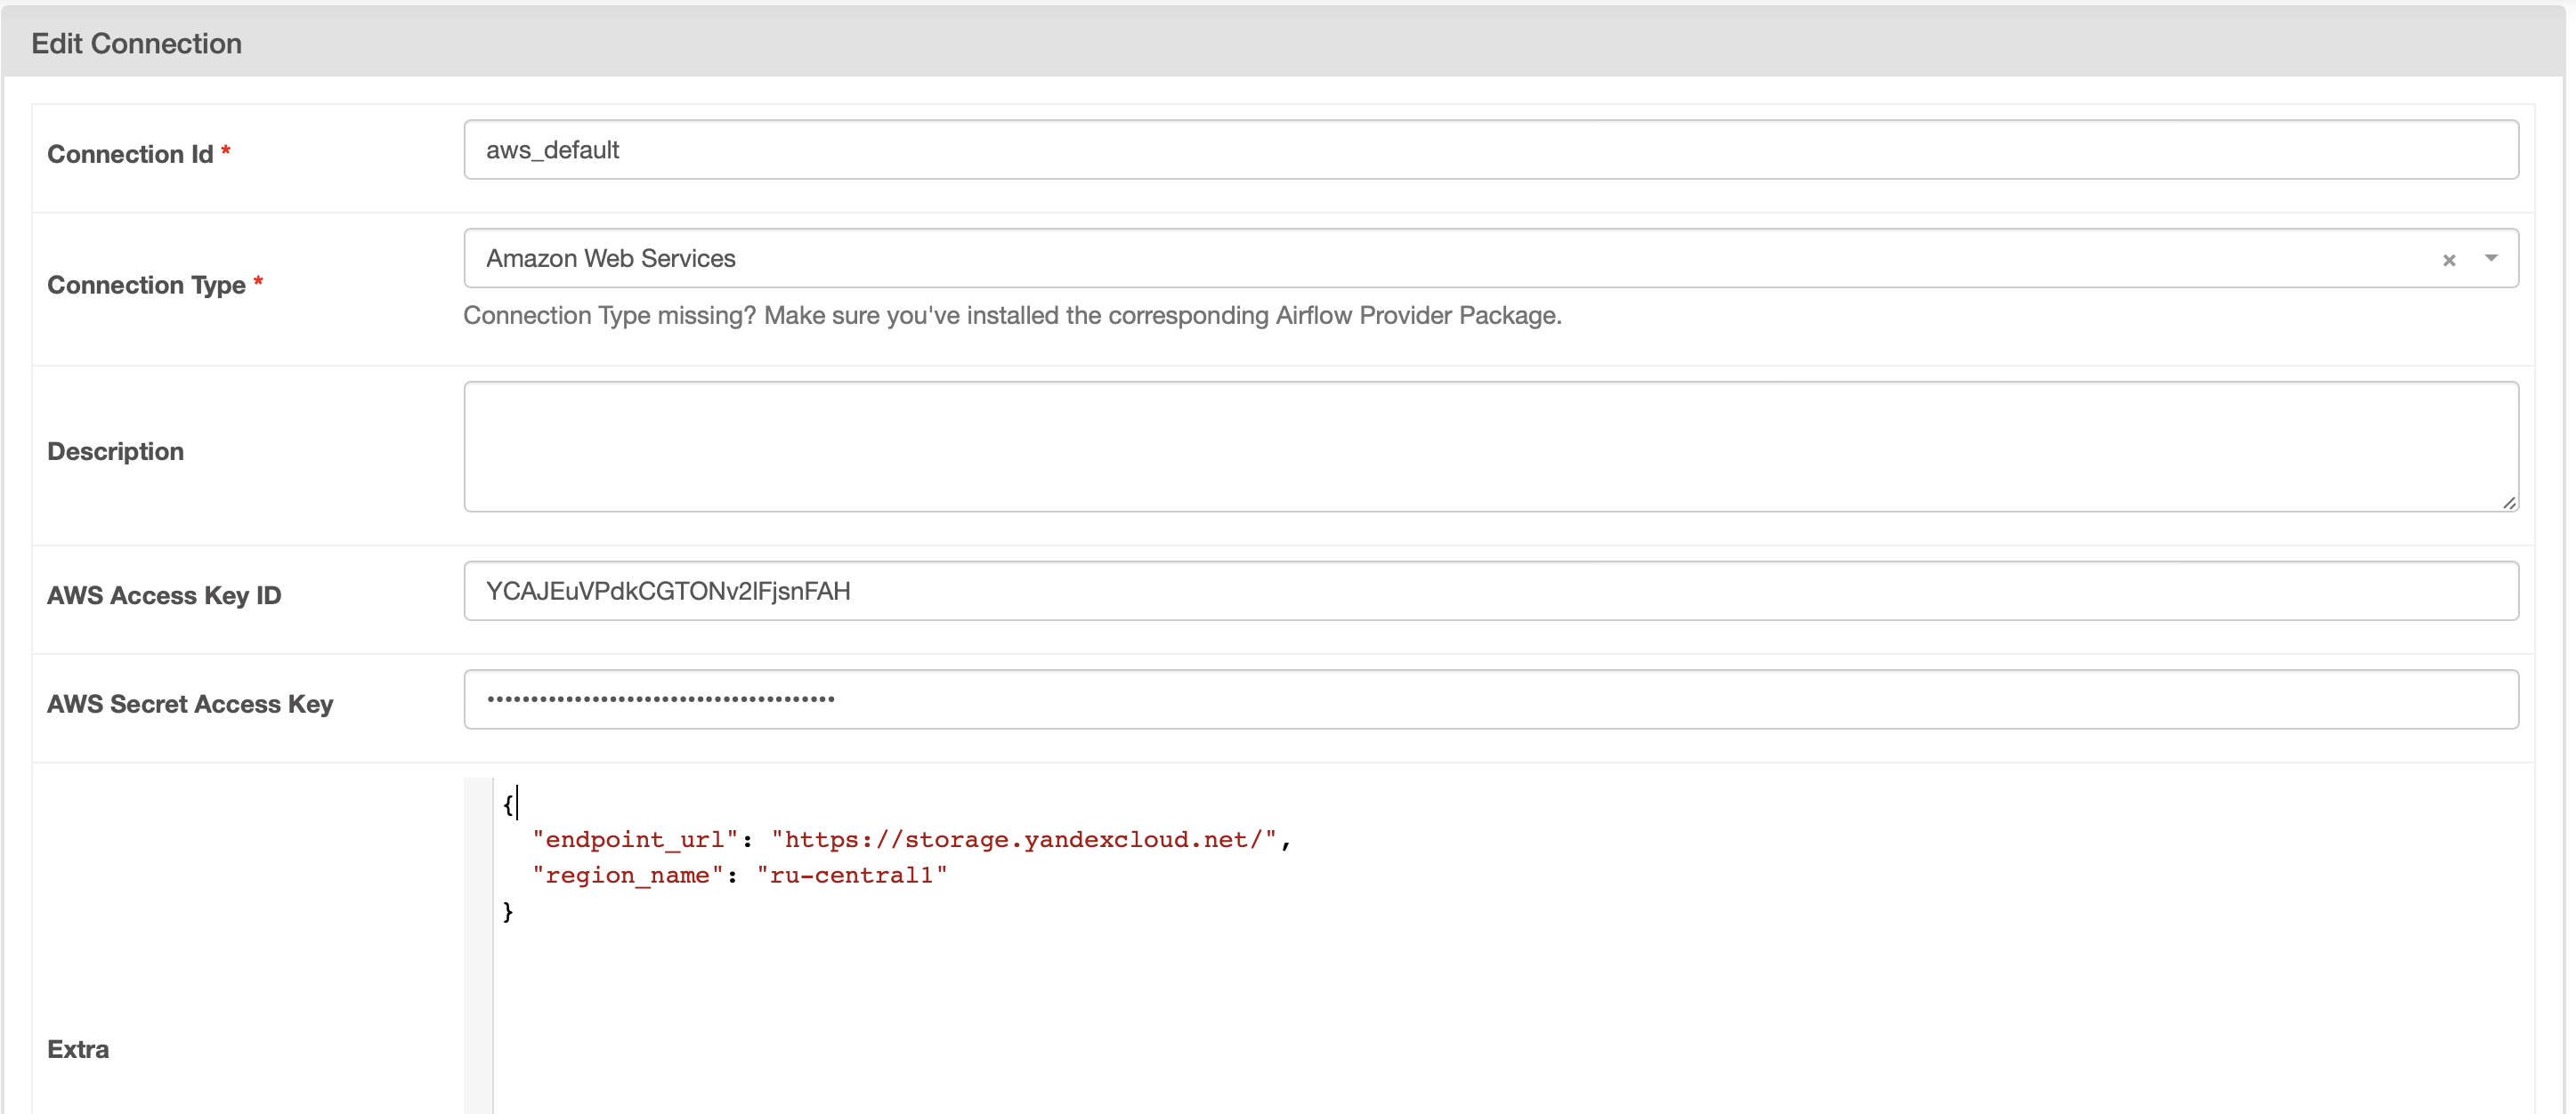 Edit Connection
Connection Id *
aws_default
Connection Type *
Amazon Web Services
Connection Type missing? Make sure you've installed the corresponding Airflow Provider Package.
Description
AWS Access Key ID
YCAJEuVPdkCGTONv2lFjsnFAH
AWS Secret Access Key
••••••••••••••••••••••••••••••••••••••••
{
"endpoint_url": "https://storage.yandexcloud.net/",
"region_name": "ru-central1"
}
Extra